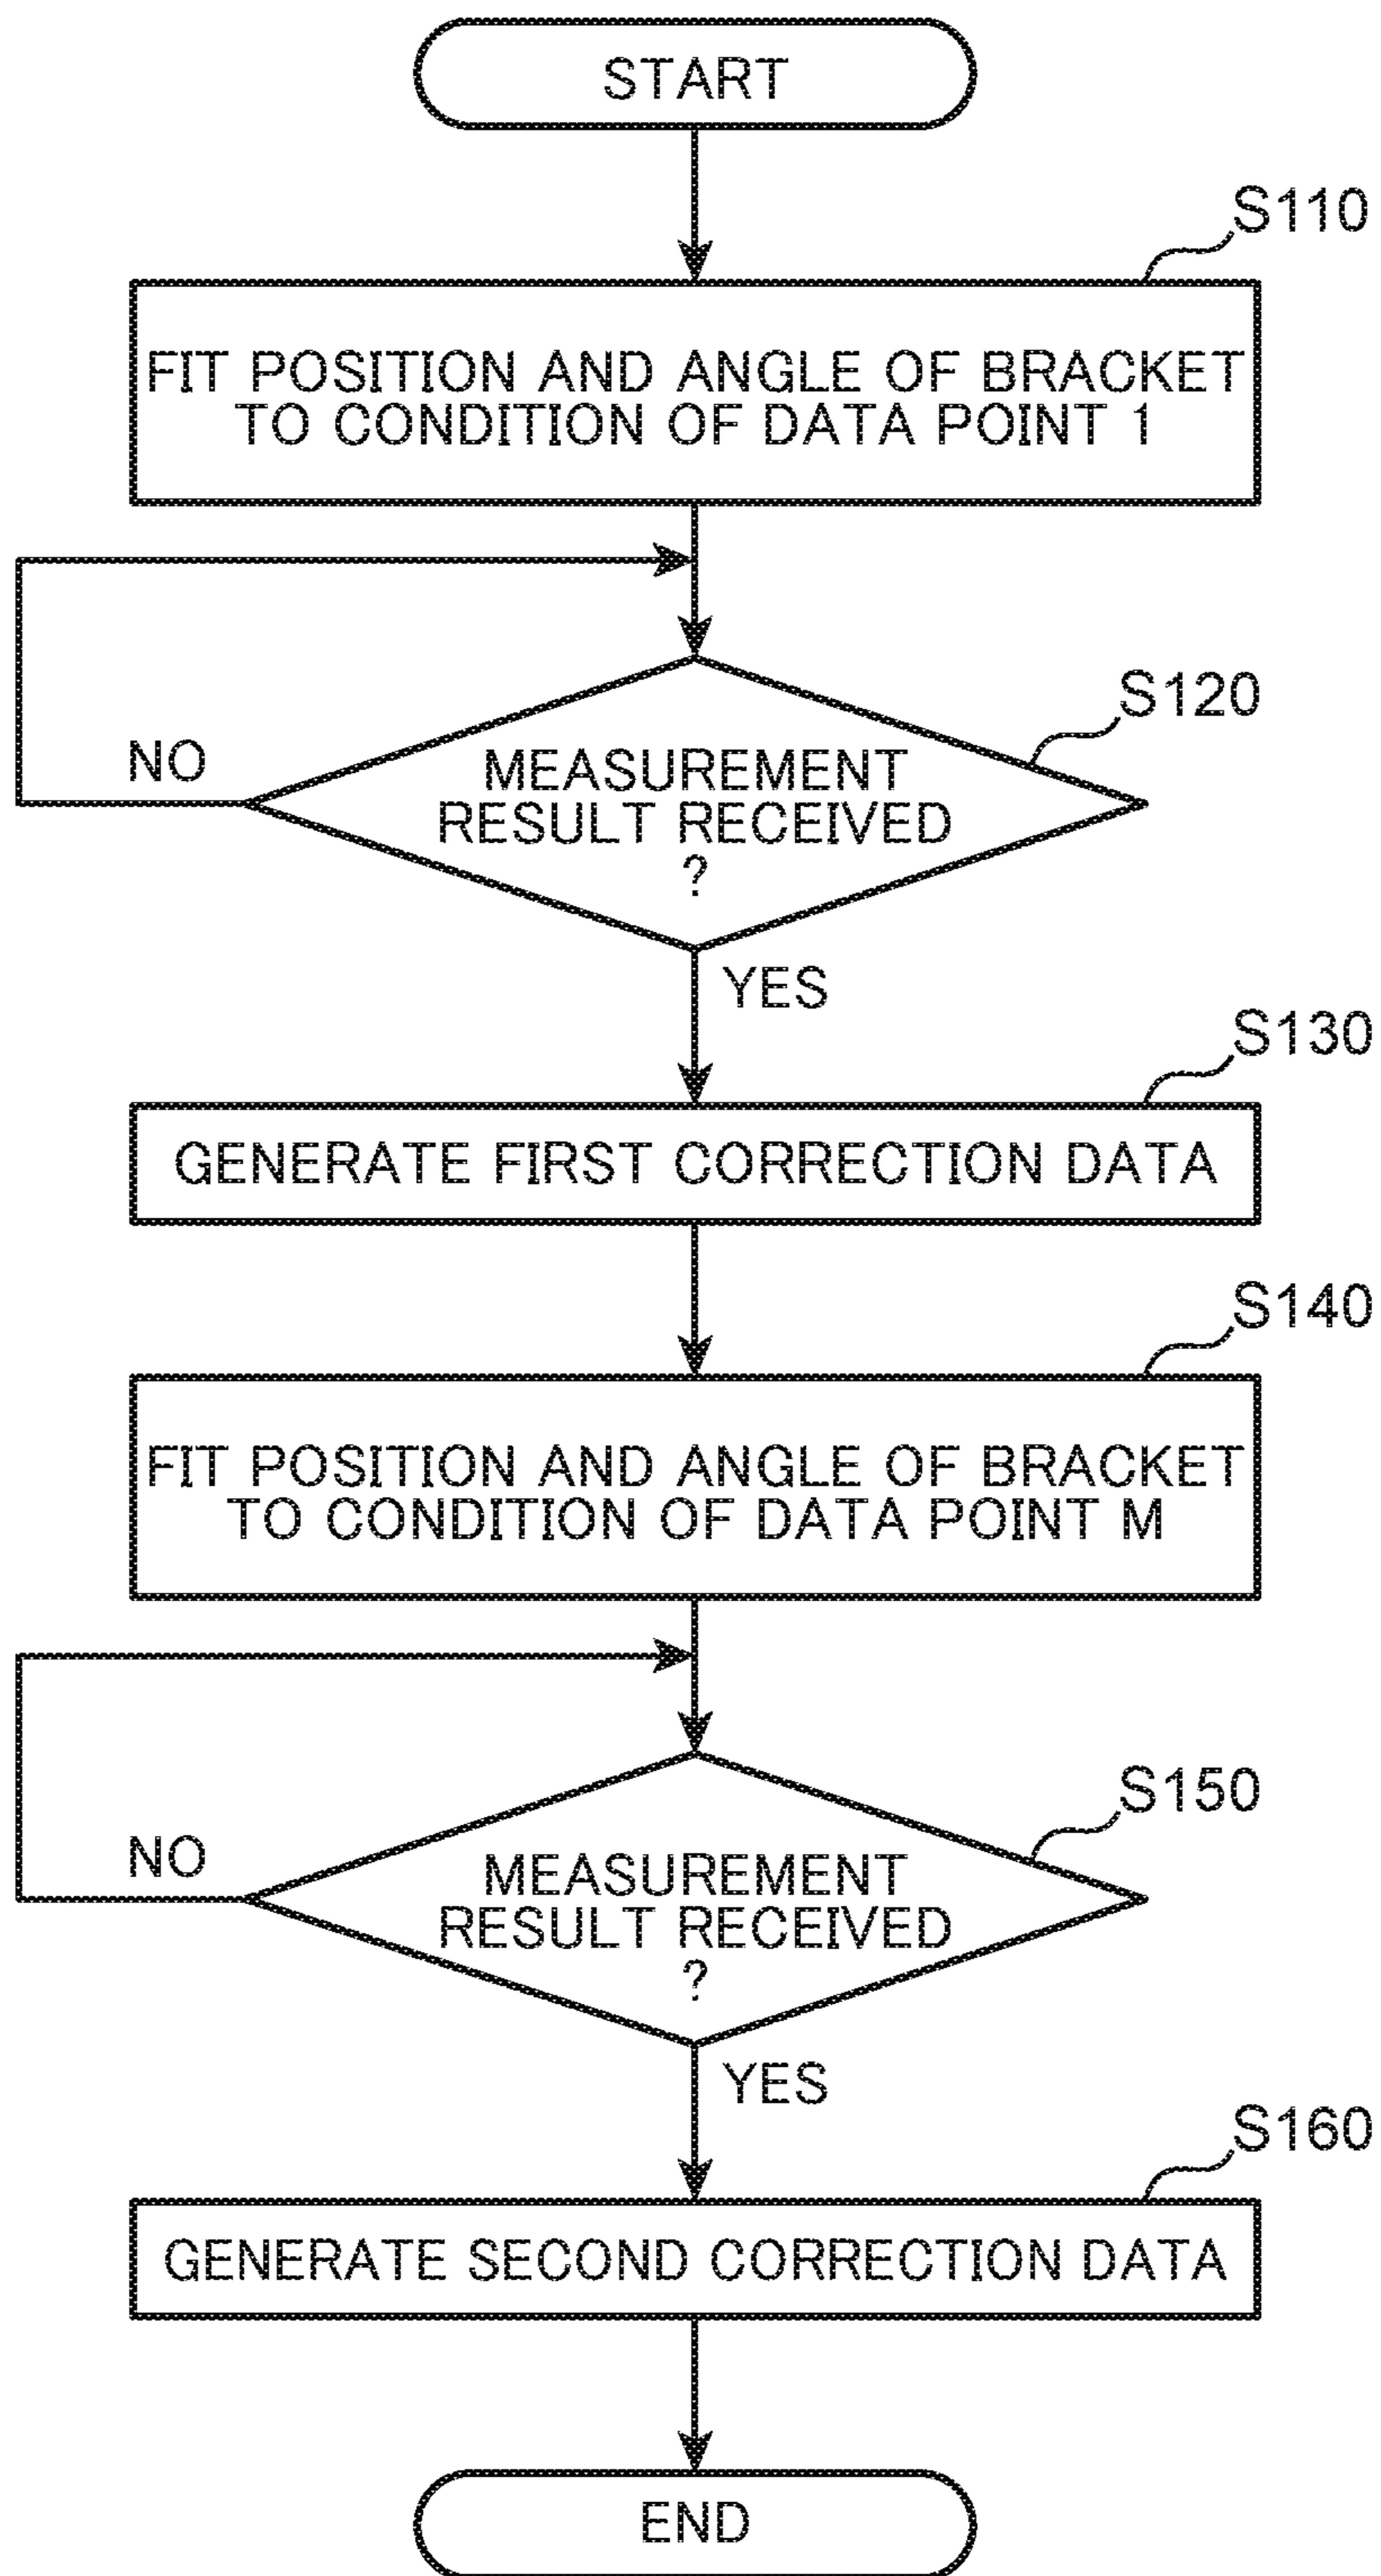 START
S110
FIT POSITION AND ANGLE OF BRACKET
TO CONDITION OF DATA POINT 1
S120
NO
MEASUREMENT
RESULT RECEIVED
?
YES
S130
GENERATE FIRST CORRECTION DATA
S140
FIT POSITION AND ANGLE OF BRACKET
TO CONDITION OF DATA POINT M
S150
NO
MEASUREMENT
RESULT RECEIVED
?
YES
S160
GENERATE SECOND CORRECTION DATA
END